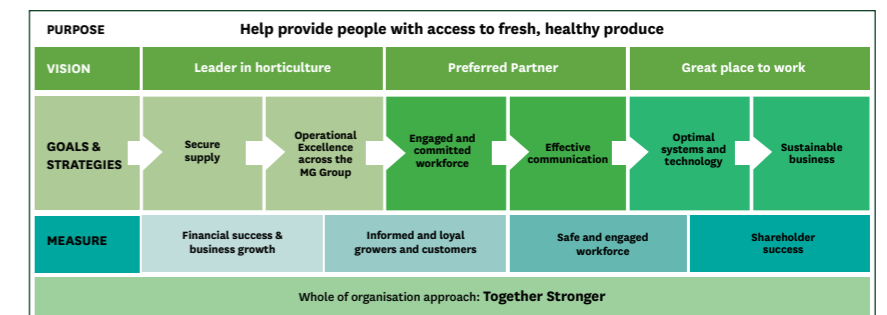 PURPOSE
Help provide people with access to fresh, healthy produce
VISION
Leader in horticulture
Preferred Partner
Great place to work
GOALS &
STRATEGIES
Secure
supply
Operational
Excellence
across the
MG Group
Engaged and
committed
workforce
Effective
communication
Optimal
systems and
technology
Sustainable
business
MEASURE
Financial success &
business growth
Informed and loyal
growers and customers
Safe and engaged
workforce
Shareholder
success
Whole of organisation approach: Together Stronger